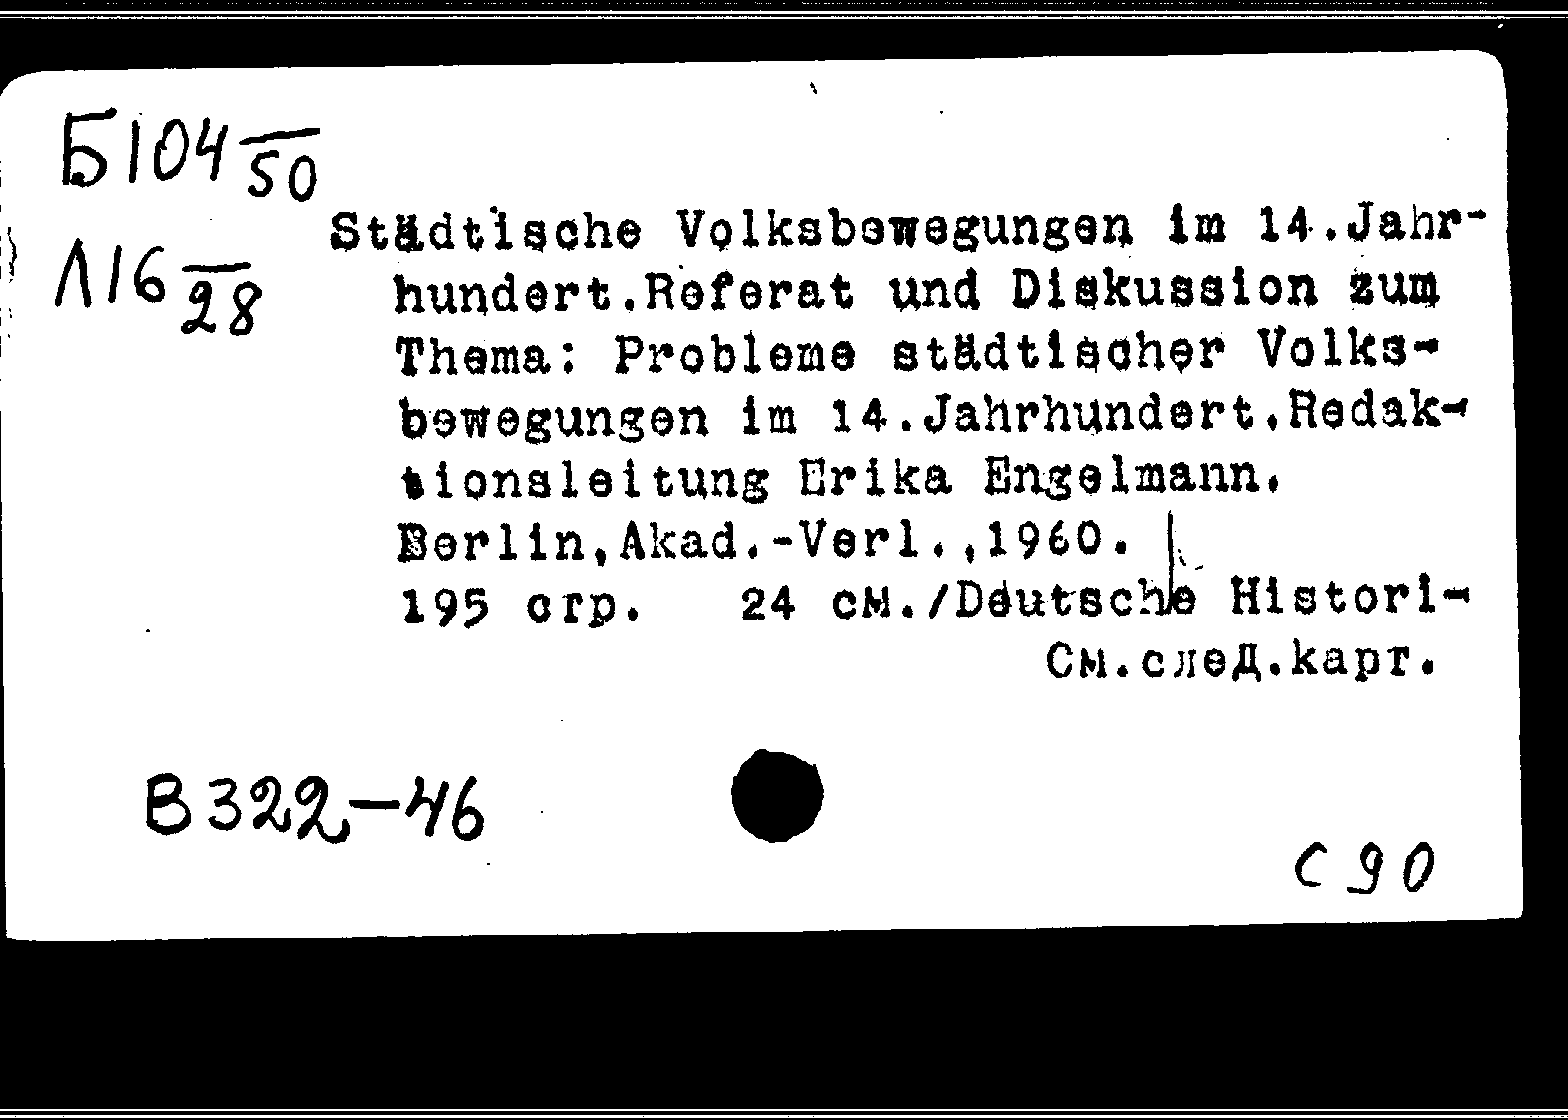 Б104 50
Л16 28
Städtische Volksbewegungen im 14.Jahr-
hundert.Referat und Diskussion zum
Thema: Probleme städtischer Volks-
bewegungen im 14.Jahrhundert.Redak-
tionsleitung Erika Engelmann.
Berlin,Akad.-Verl.,1960.
195 стр. 24 см./Deutsche Histori-
См.след.карт.
В322-46
С 90